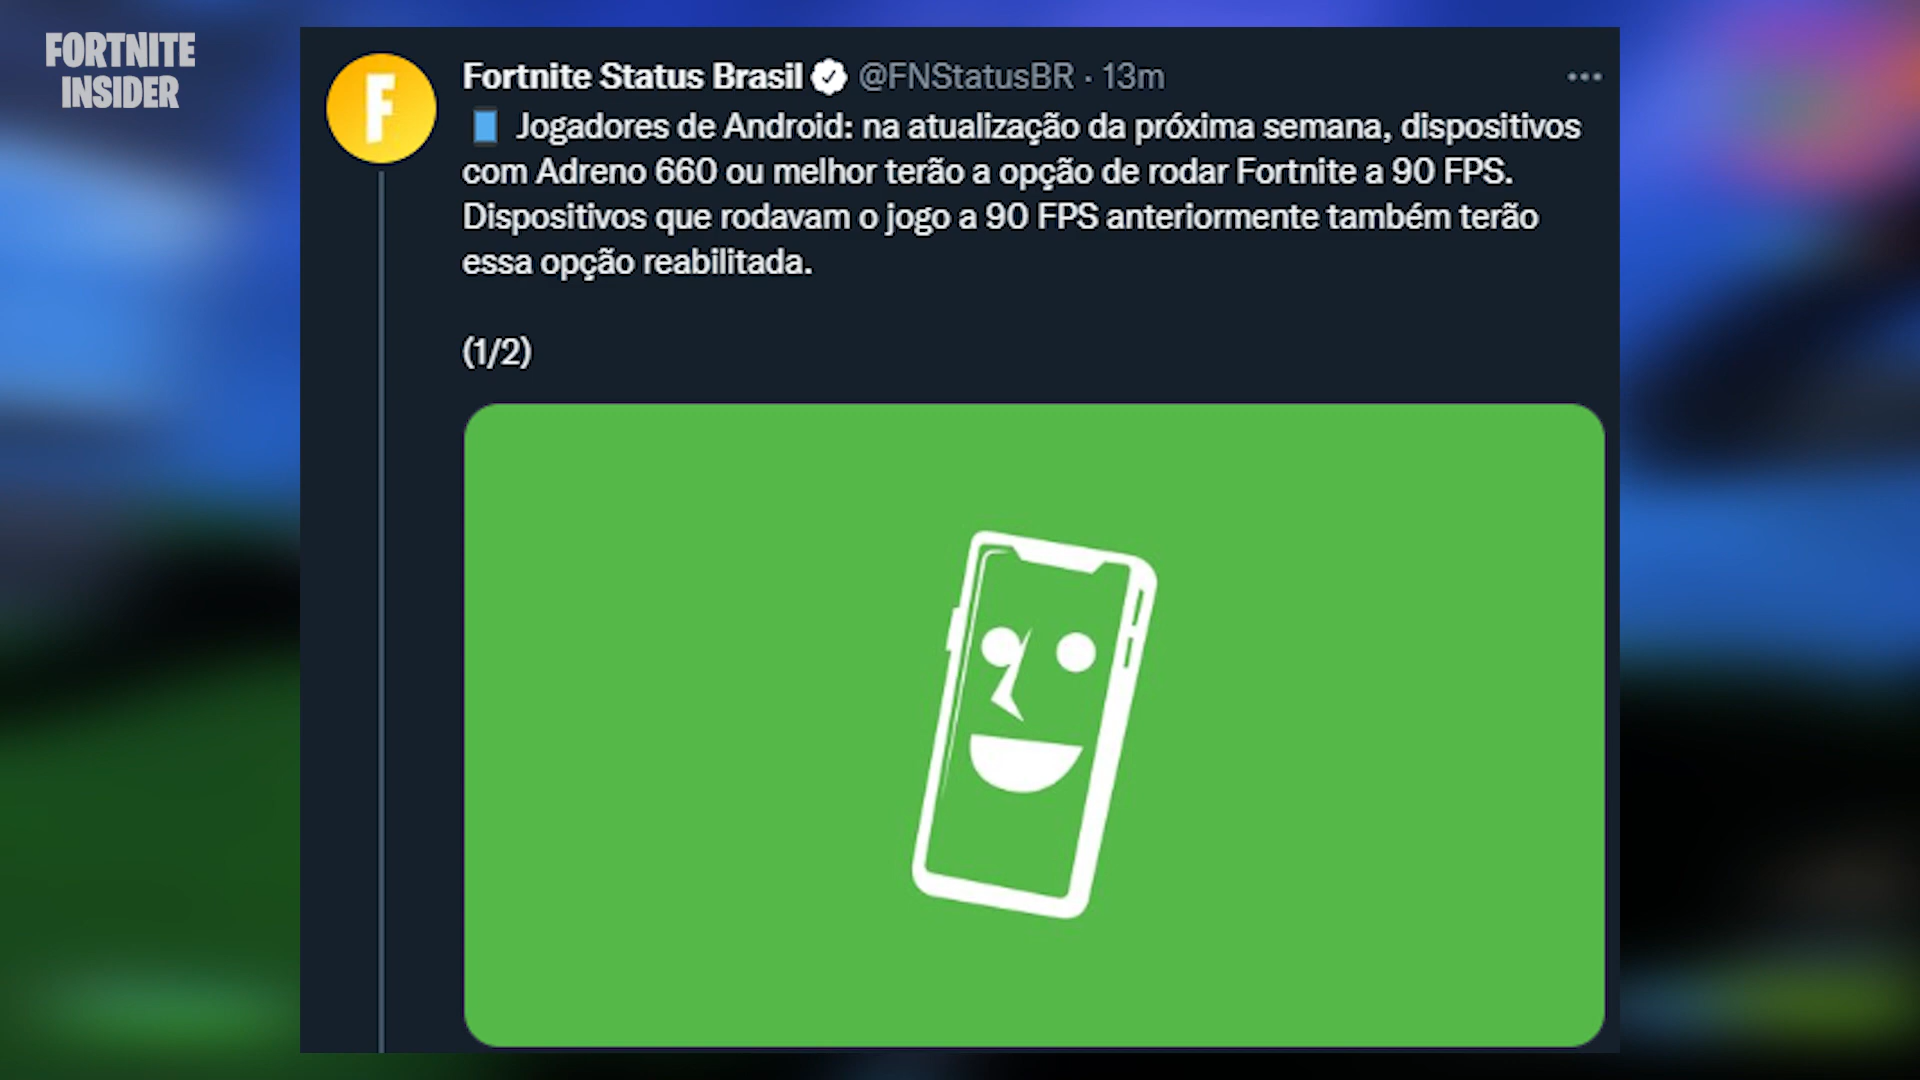 FORTNITE
INSIDER
Fortnite Status Brasil @FNStatusBR · 13m
Jogadores de Android: na atualização da próxima semana, dispositivos
com Adreno 660 ou melhor terão a opção de rodar Fortnite a 90 FPS.
Dispositivos que rodavam o jogo a 90 FPS anteriormente também terão
essa opção reabilitada.
(1/2)